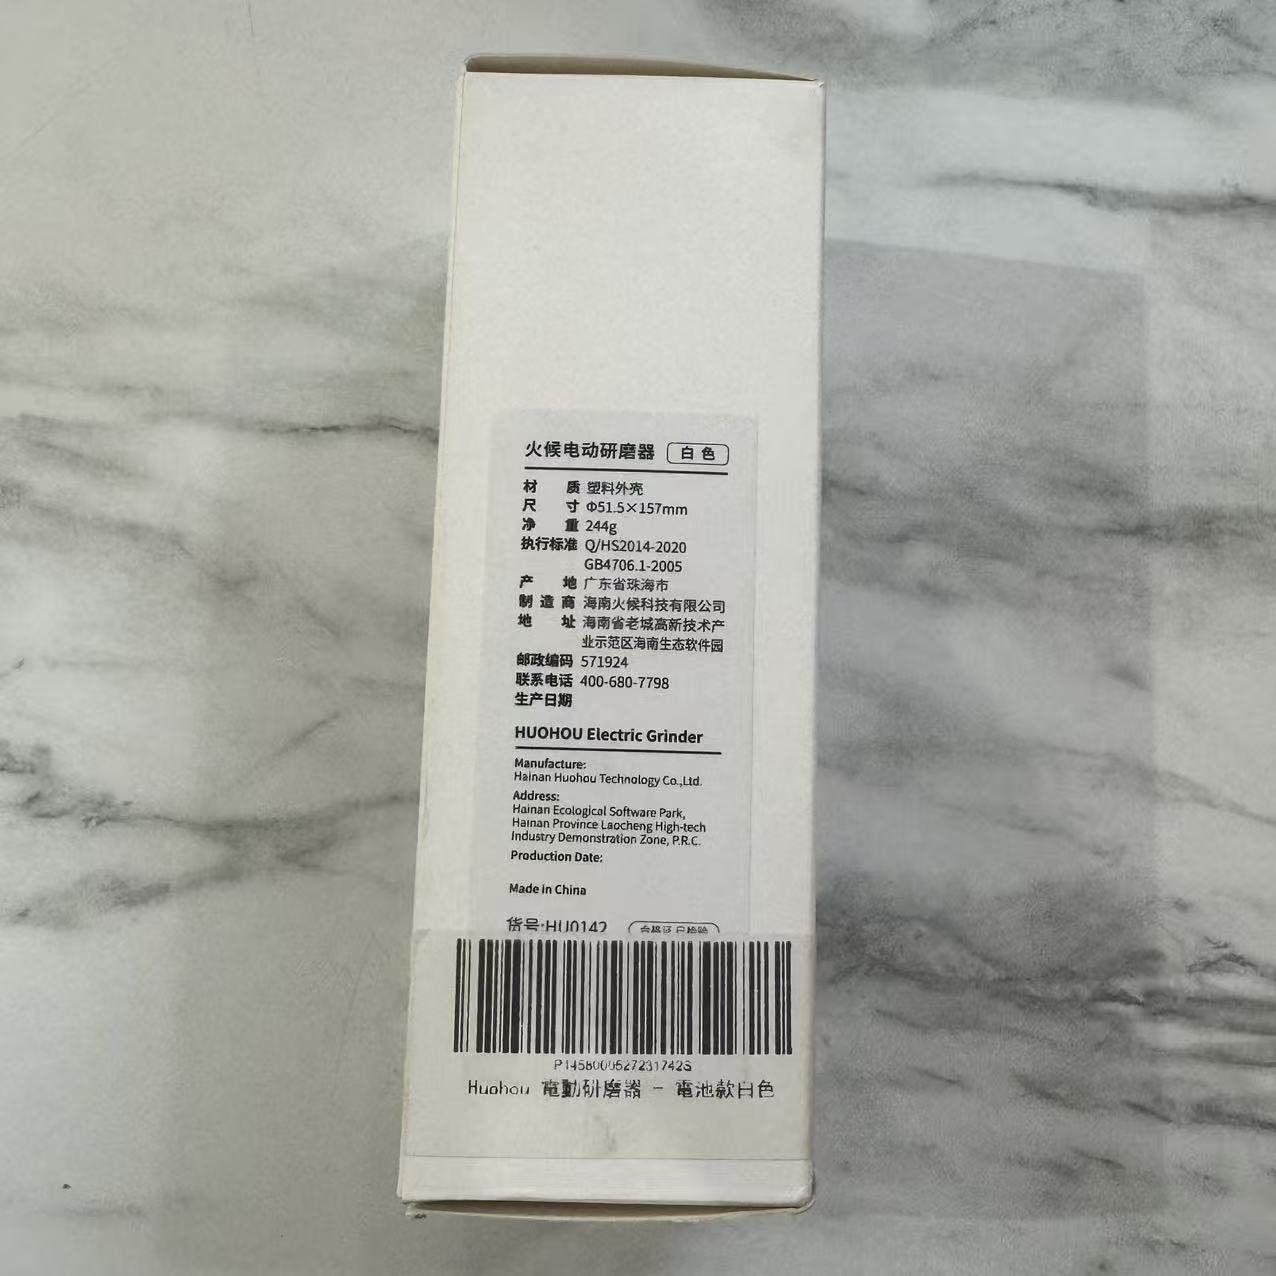 火候电动研磨器 白色
材质 塑料外壳
尺寸 Φ51.5×157mm
净重 244g
执行标准 Q/HS2014-2020
GB4706.1-2005
产地 广东省珠海市
制造商 海南火候科技有限公司
地址 海南省老城高新技术产
业示范区海南生态软件园
邮政编码 571924
联系电话 400-680-7798
生产日期
HUOHOU Electric Grinder
Manufacture:
Hainan Huohou Technology Co.,Ltd.
Address:
Hainan Ecological Software Park,
Hainan Province Laocheng High-tech
Industry Demonstration Zone, P.R.C.
Production Date:
Made in China
货号:HU0142 合格证 已检验
Huohou 電動研磨器 - 電池款白色